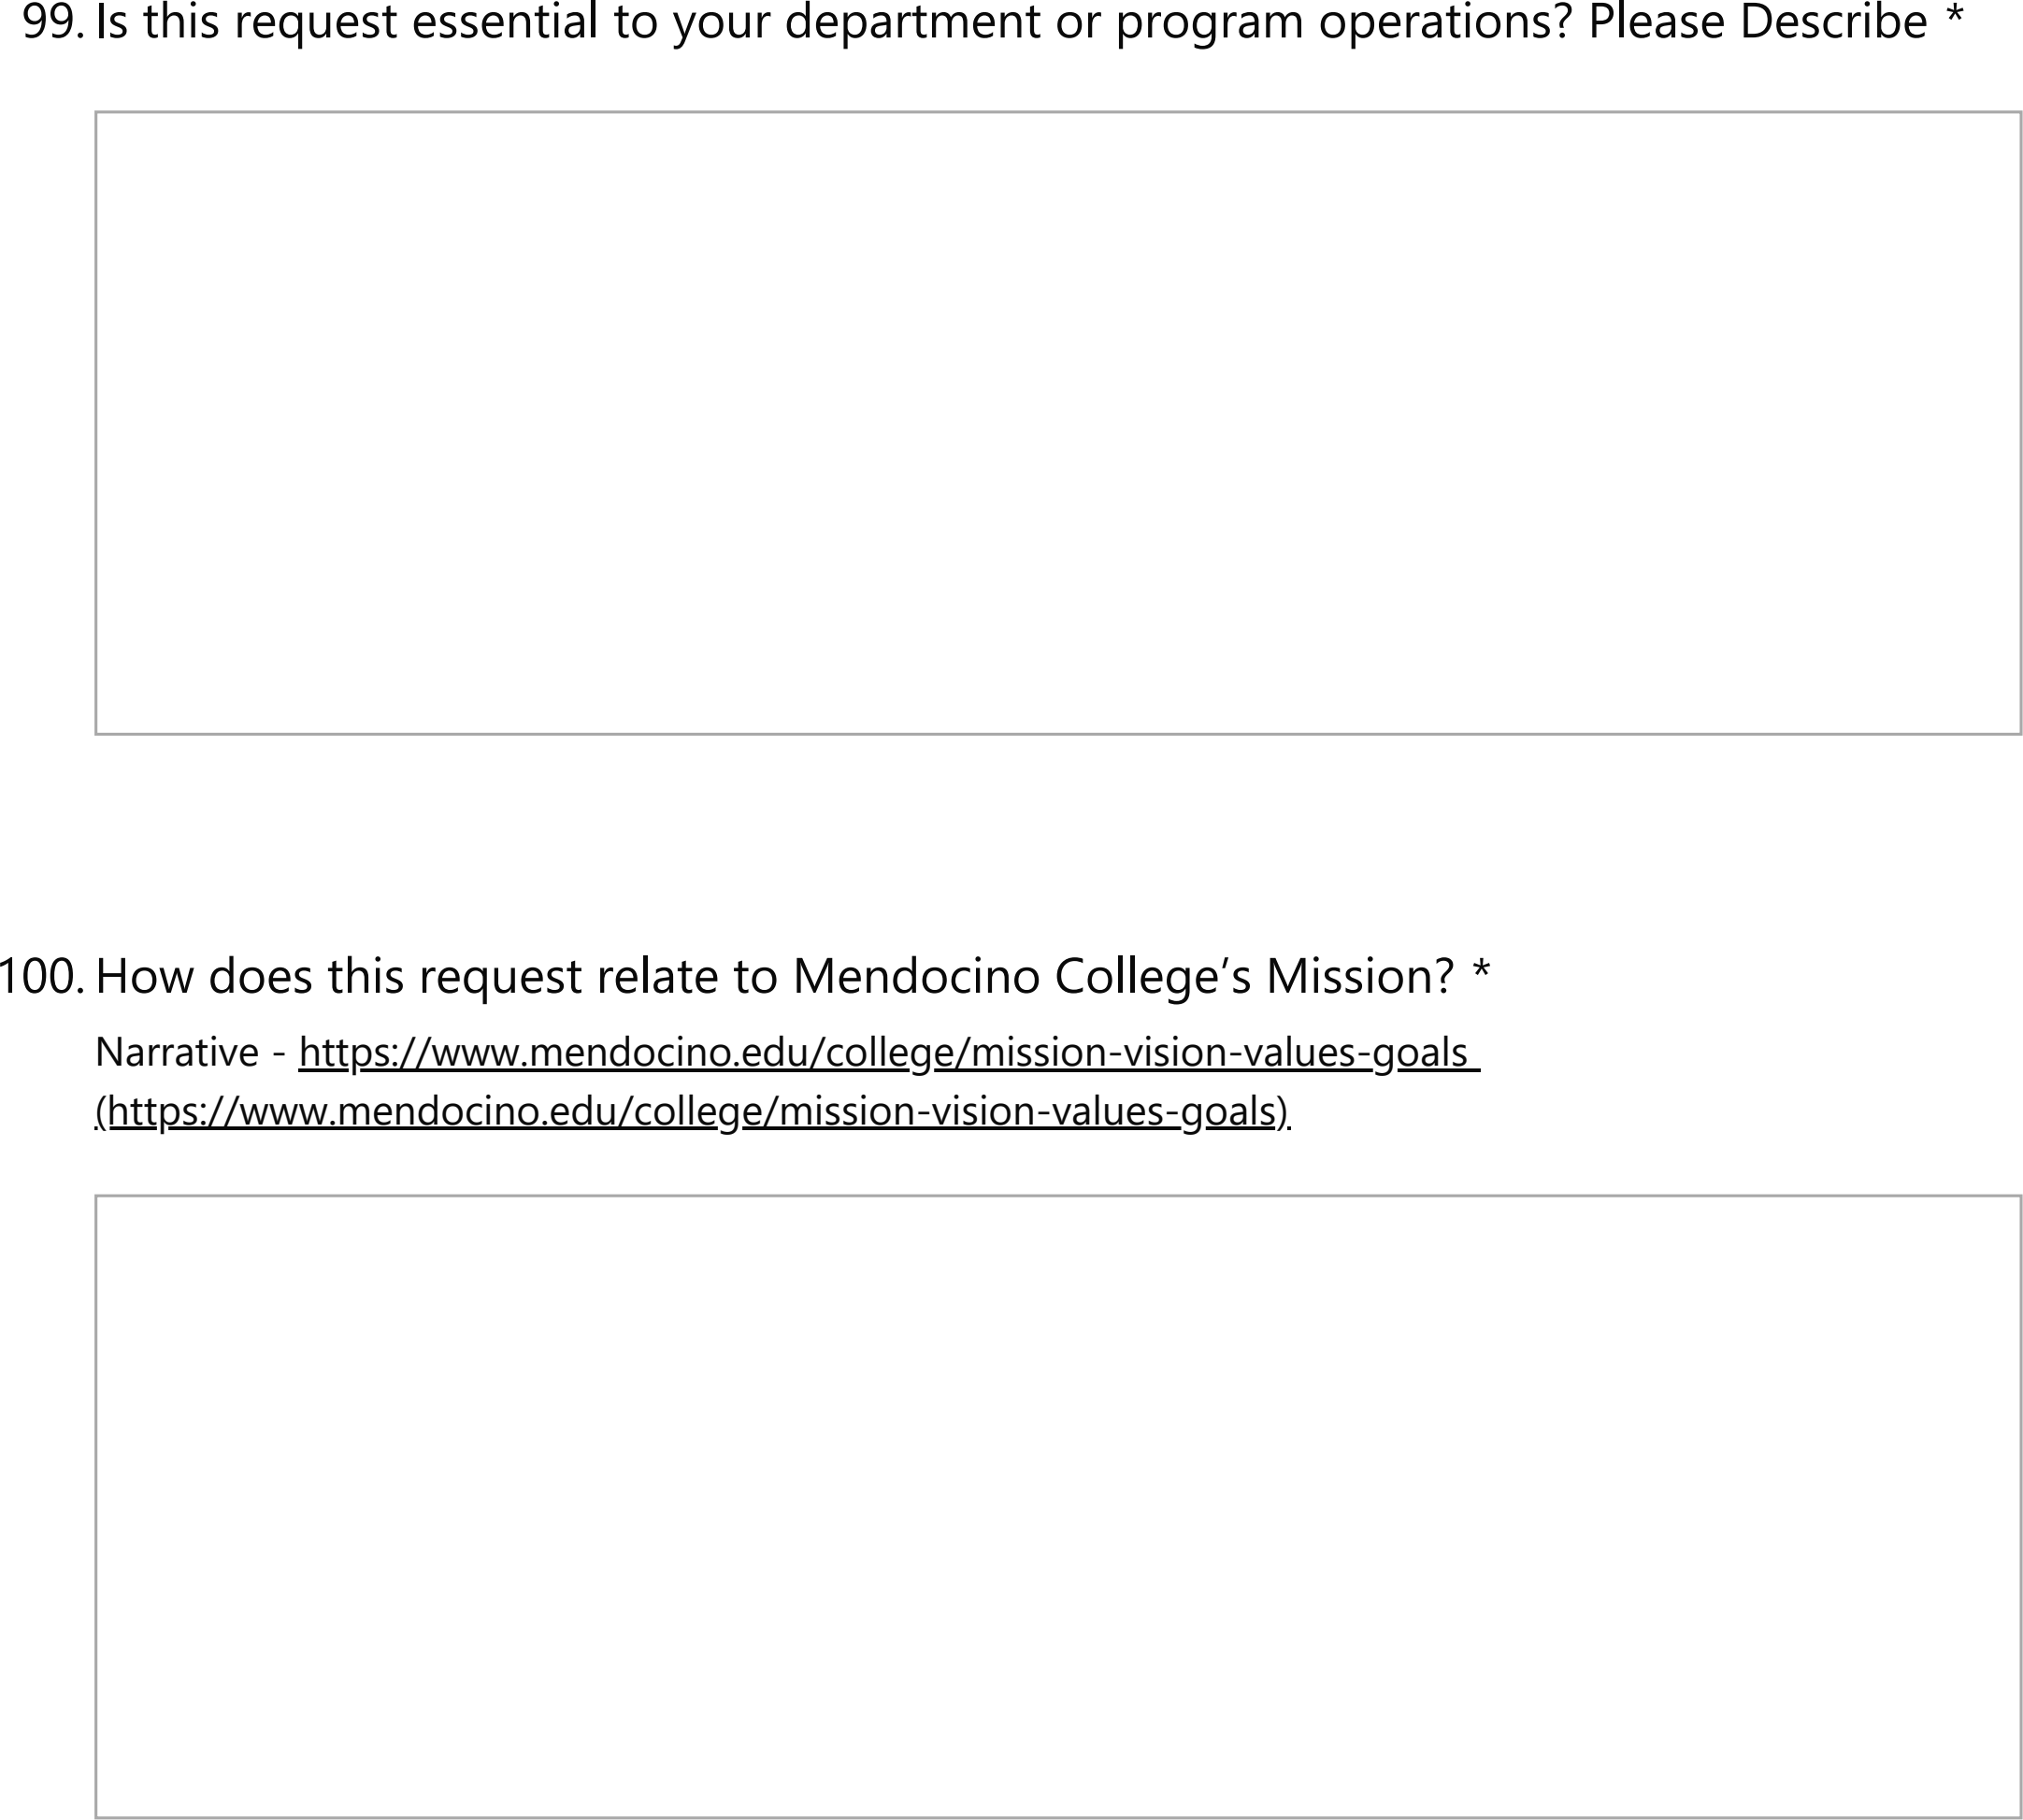 99. Is this request essential to your department or program operations? Please Describe *
100. How does this request relate to Mendocino College‘s Mission? *
Narrative - https://www.mendocino.edu/college/mission-vision-values-goals
(https://www.mendocino.edu/college/mission-vision-values-goals)